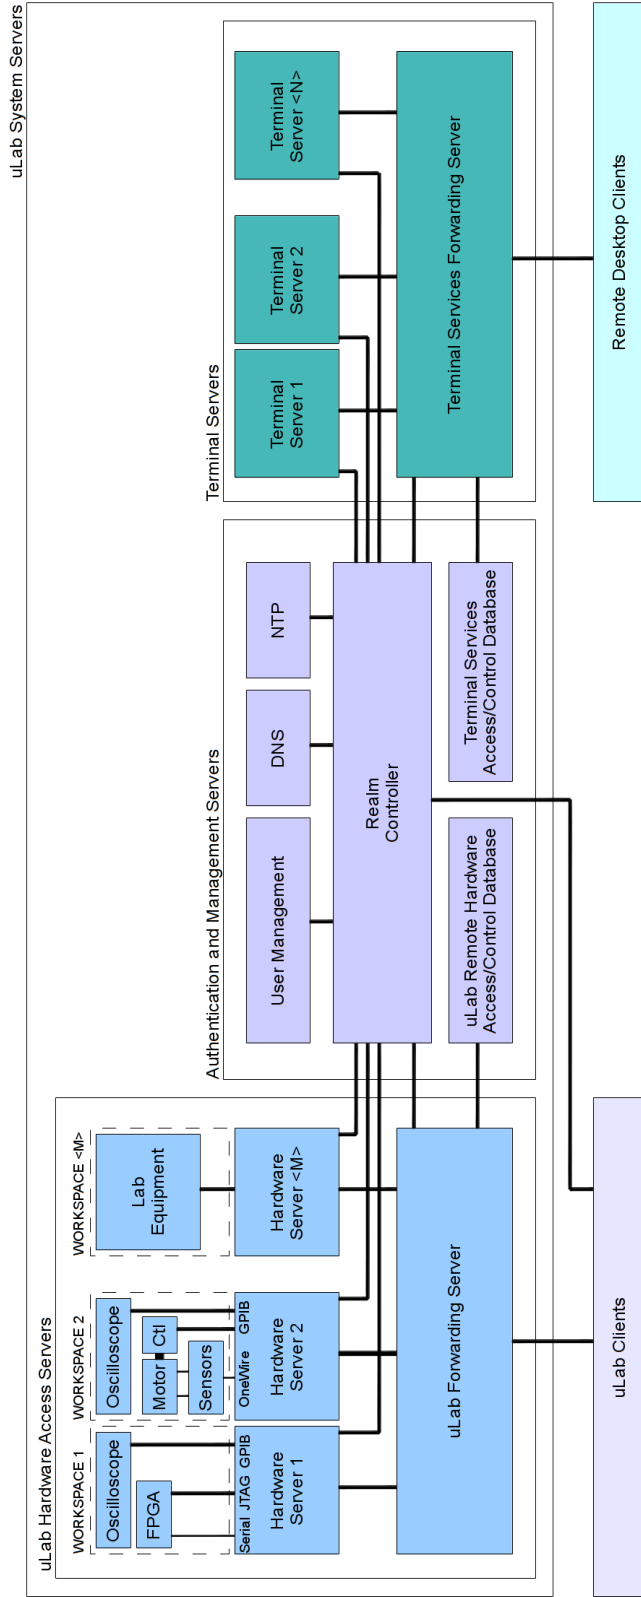 uLab System Servers
uLab Hardware Access Servers
WORKSPACE 1
Oscilloscope
FPGA
Serial JTAG GPIB
Hardware
Server 1
WORKSPACE 2
Oscilloscope
Motor
Ctl
Sensors
OneWire
GPIB
Hardware
Server 2
WORKSPACE <M>
Lab
Equipment
Hardware
Server <M>
uLab Forwarding Server
Authentication and Management Servers
User Management
DNS
NTP
Realm
Controller
uLab Remote Hardware
Access/Control Database
Terminal Services
Access/Control Database
Terminal Servers
Terminal
Server 1
Terminal
Server 2
Terminal
Server <N>
Terminal Services Forwarding Server
uLab Clients
Remote Desktop Clients